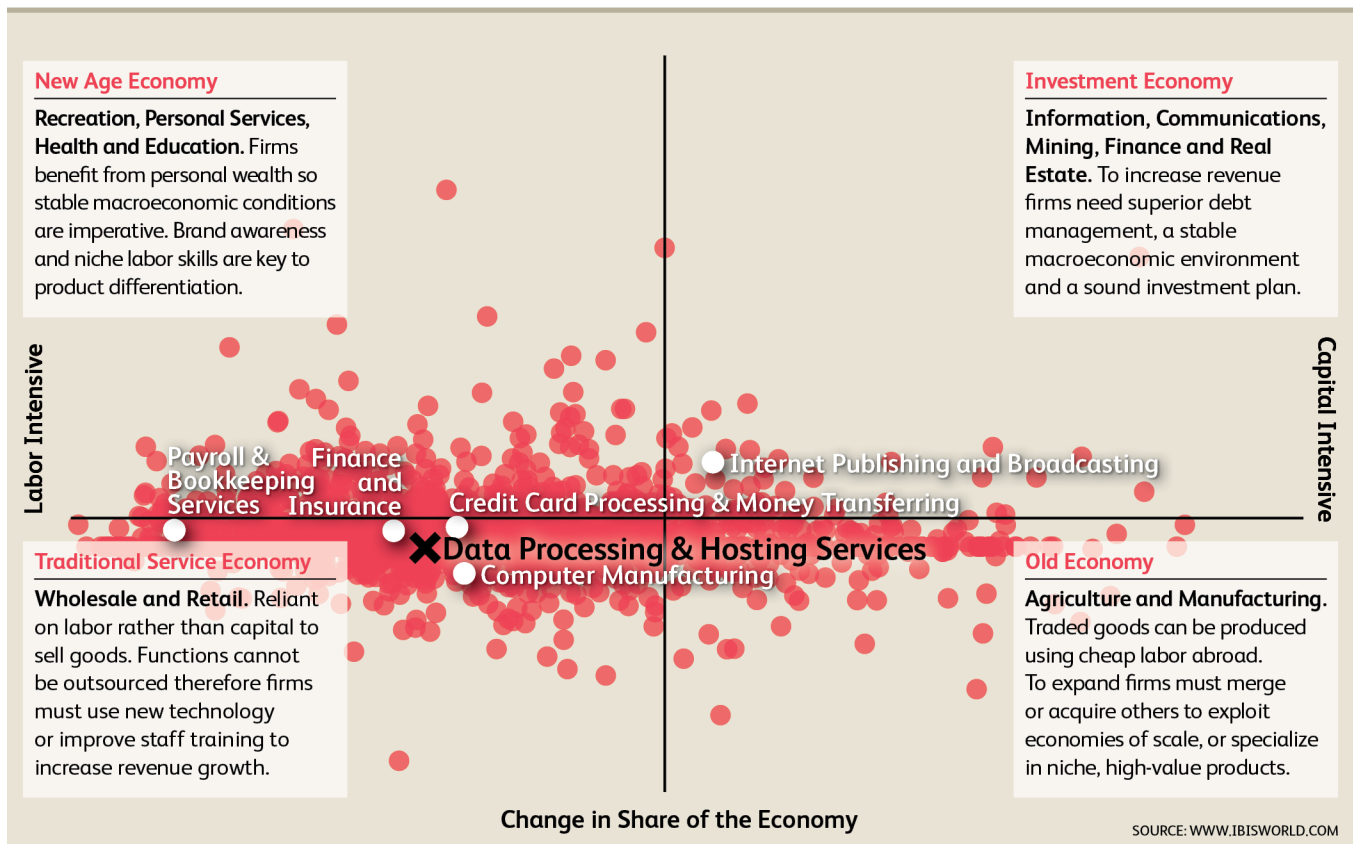 New Age Economy
Recreation, Personal Services,
Health and Education. Firms
benefit from personal wealth so
stable macroeconomic conditions
are imperative. Brand awareness
and niche labor skills are key to
product differentiation.
Investment Economy
Information, Communications,
Mining, Finance and Real
Estate. To increase revenue
firms need superior debt
management, a stable
macroeconomic environment
and a sound investment plan.
Labor Intensive
Capital Intensive
Payroll &
Bookkeeping
Services
Finance
and
Insurance
Internet Publishing and Broadcasting
Credit Card Processing & Money Transferring
Data Processing & Hosting Services
Computer Manufacturing
Traditional Service Economy
Wholesale and Retail. Reliant
on labor rather than capital to
sell goods. Functions cannot
be outsourced therefore firms
must use new technology
or improve staff training to
increase revenue growth.
Old Economy
Agriculture and Manufacturing.
Traded goods can be produced
using cheap labor abroad.
To expand firms must merge
or acquire others to exploit
economies of scale, or specialize
in niche, high-value products.
Change in Share of the Economy
SOURCE: WWW.IBISWORLD.COM